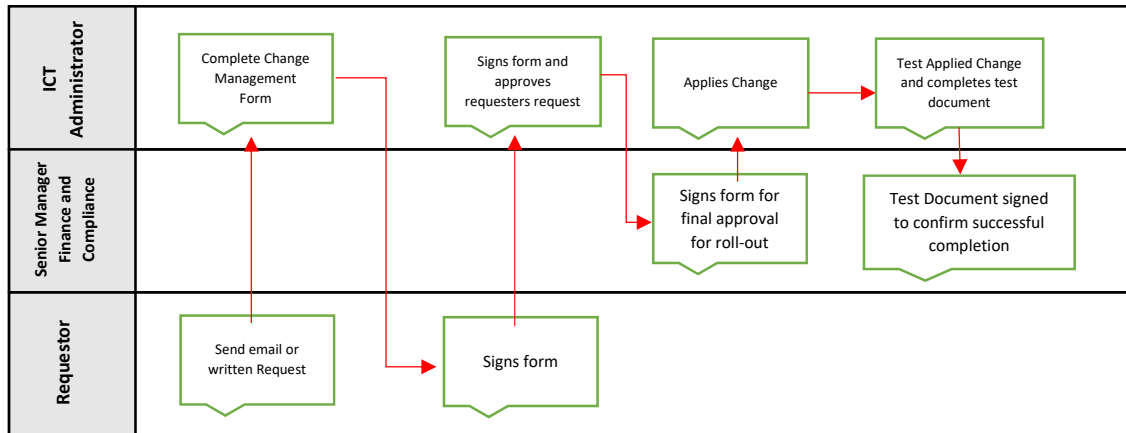 ICT
Administrator
Complete Change
Management
Form
Signs form and
approves
requesters request
Applies Change
Test Applied Change
and completes test
document
Senior Manager
Finance and
Compliance
Signs form for
final approval
for roll-out
Test Document signed
to confirm successful
completion
Requestor
Send email or
written Request
Signs form